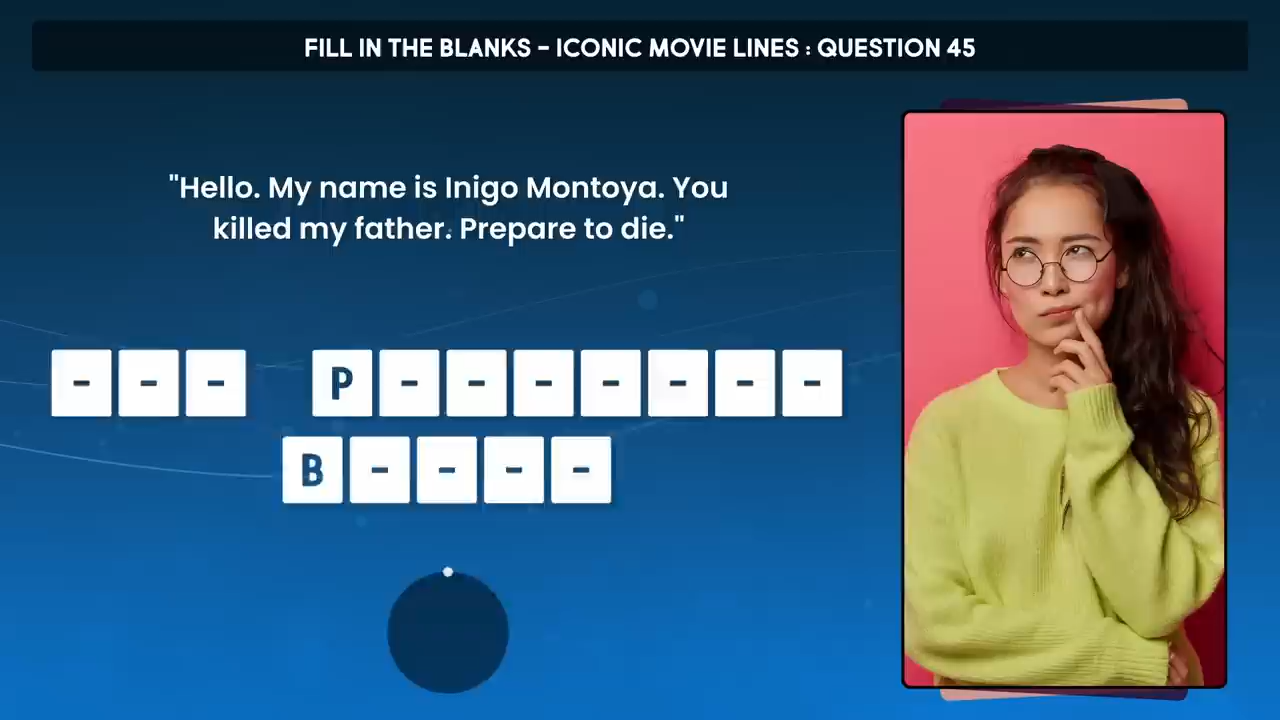 FILL IN THE BLANKS - ICONIC MOVIE LINES : QUESTION 45
"Hello. My name is Inigo Montoya. You
killed my father. Prepare to die."
- - - P - - - - - - -
B - - - -